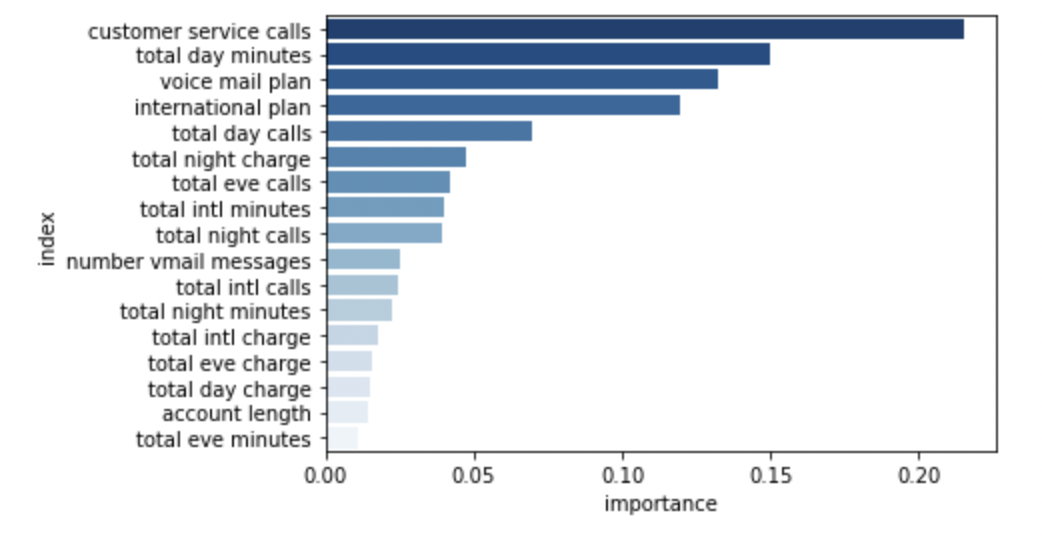 customer service calls
total day minutes
voice mail plan
international plan
total day calls
total night charge
total eve calls
total intl minutes
total night calls
number vmail messages
total intl calls
total night minutes
total intl charge
total eve charge
total day charge
account length
total eve minutes
index
0.00 0.05 0.10 0.15 0.20
importance